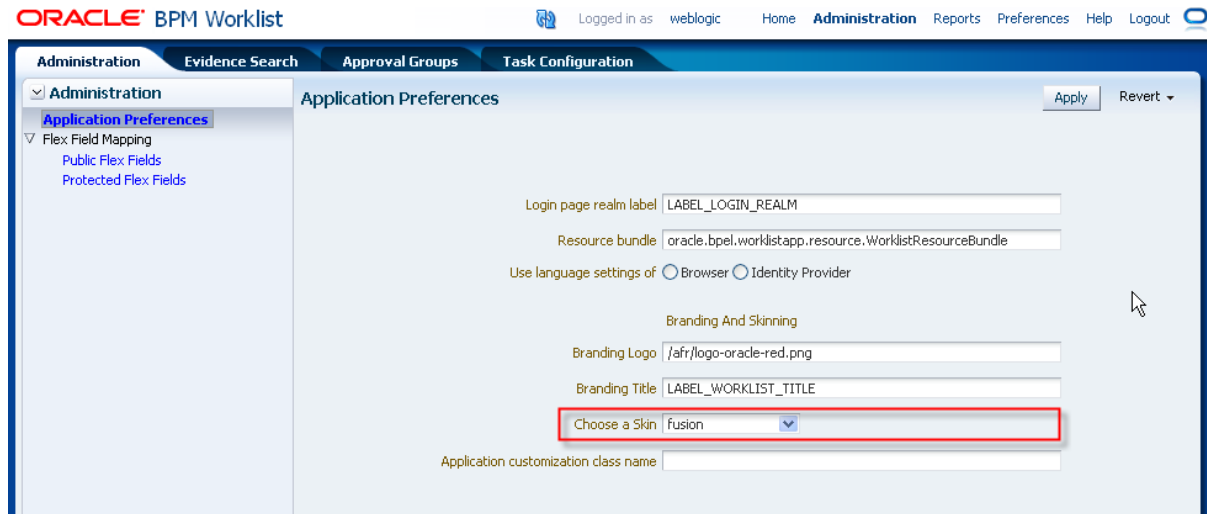 ORACLE BPM Worklist
Logged in as weblogic Home Administration Reports Preferences Help Logout
Administration Evidence Search Approval Groups Task Configuration
Administration
Application Preferences
Flex Field Mapping
Public Flex Fields
Protected Flex Fields
Application Preferences
Apply Revert
Login page realm label LABEL_LOGIN_REALM
Resource bundle oracle.bpel.worklistapp.resource.WorklistResourceBundle
Use language settings of Browser Identity Provider
Branding And Skinning
Branding Logo /afr/logo-oracle-red.png
Branding Title LABEL_WORKLIST_TITLE
Choose a Skin fusion
Application customization class name